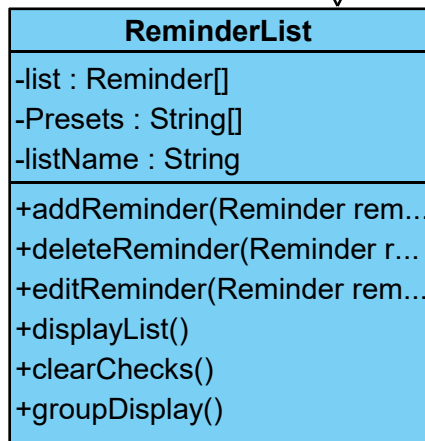 ReminderList
-list : Reminder[]
-Presets : String[]
-listName : String
+addReminder(Reminder rem...
+deleteReminder(Reminder r...
+editReminder(Reminder rem...
+displayList()
+clearChecks()
+groupDisplay()